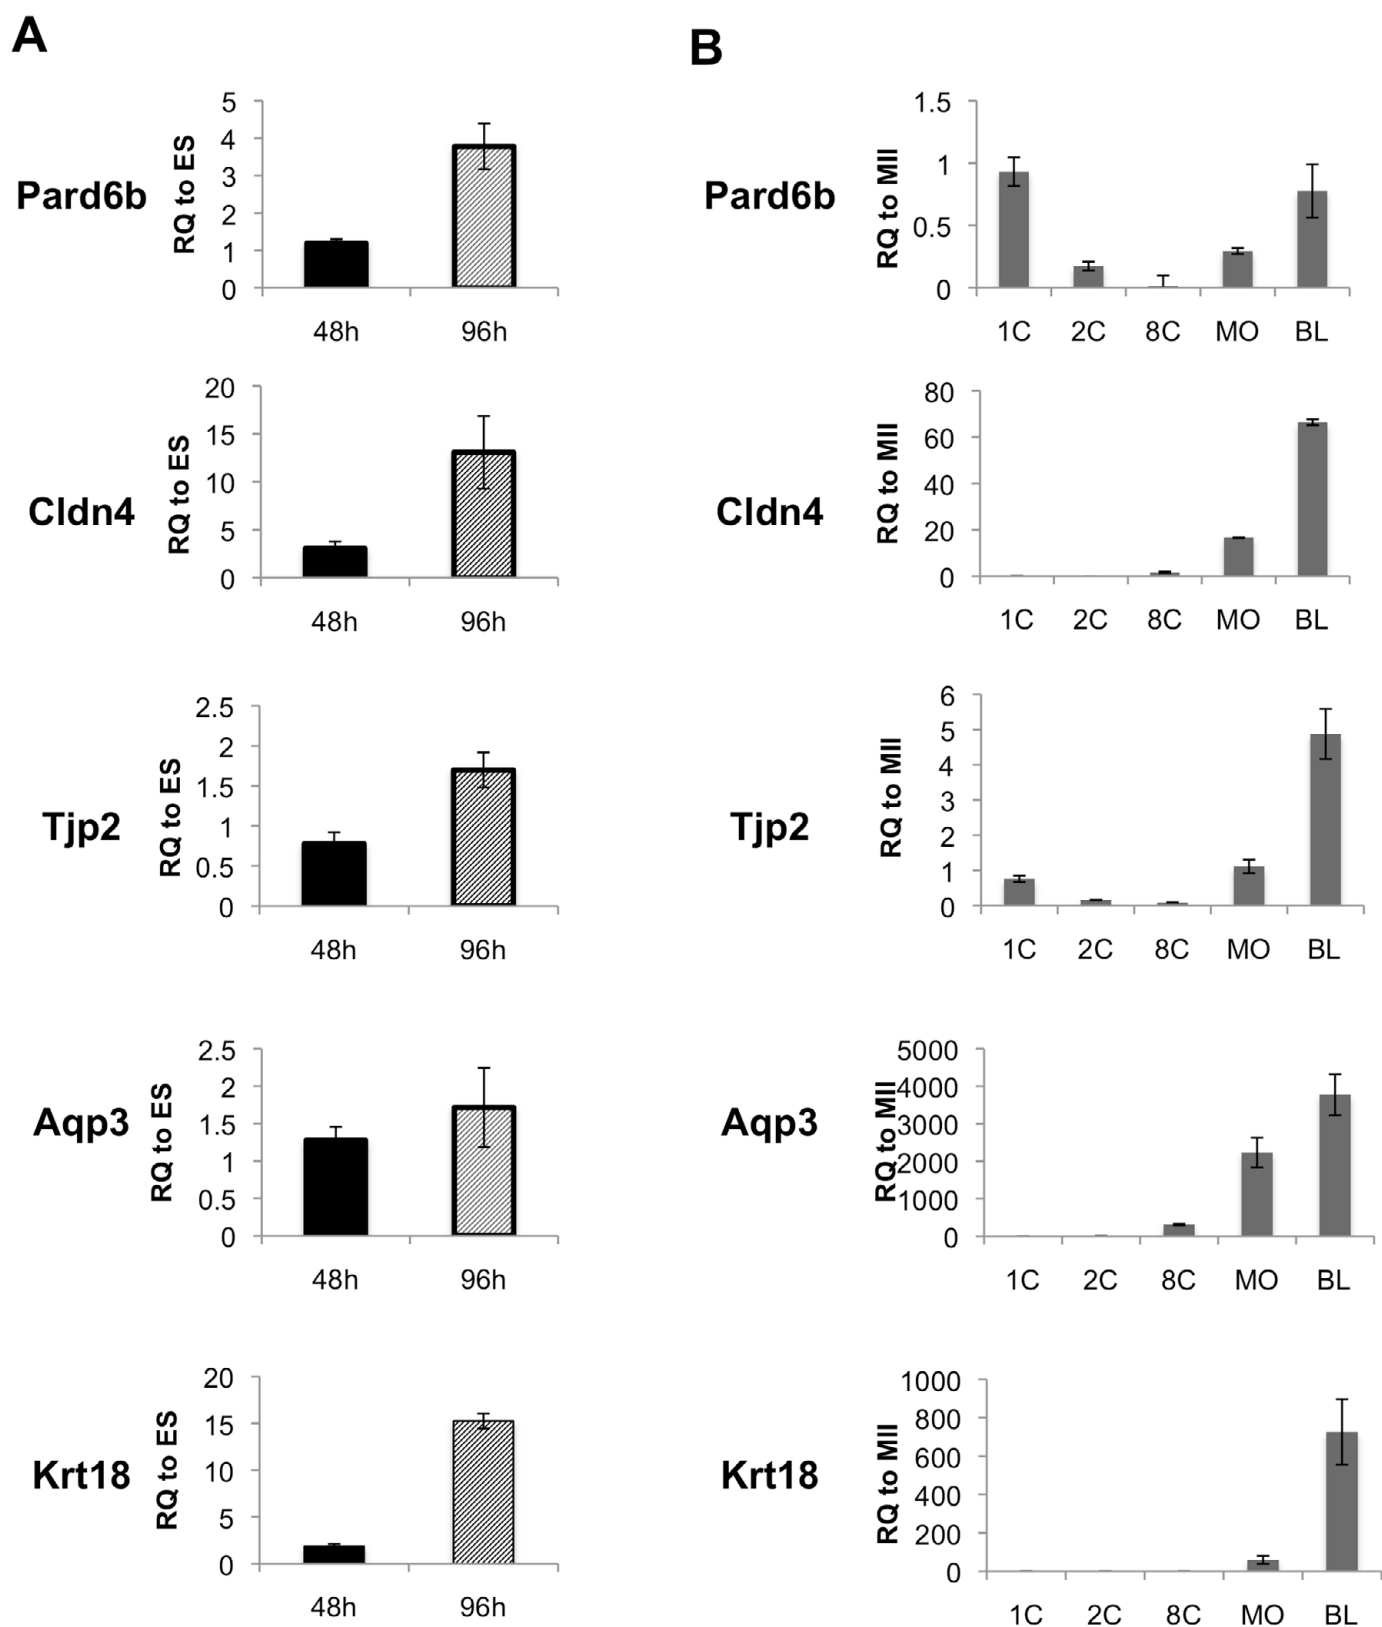 A
Pard6b
RQ to ES
5
4
3
2
1
0
48h 96h
Cldn4
RQ to ES
20
15
10
5
0
48h 96h
Tjp2
RQ to ES
2.5
2
1.5
1
0.5
0
48h 96h
Aqp3
RQ to ES
2.5
2
1.5
1
0.5
0
48h 96h
Krt18
RQ to ES
20
15
10
5
0
48h 96h
B
Pard6b
RQ to MII
1.5
1
0.5
0
1C 2C 8C MO BL
Cldn4
RQ to MII
80
60
40
20
0
1C 2C 8C MO BL
Tjp2
RQ to MII
6
5
4
3
2
1
0
1C 2C 8C MO BL
Aqp3
RQ to MII
5000
4000
3000
2000
1000
0
1C 2C 8C MO BL
Krt18
RQ to MII
1000
800
600
400
200
0
1C 2C 8C MO BL